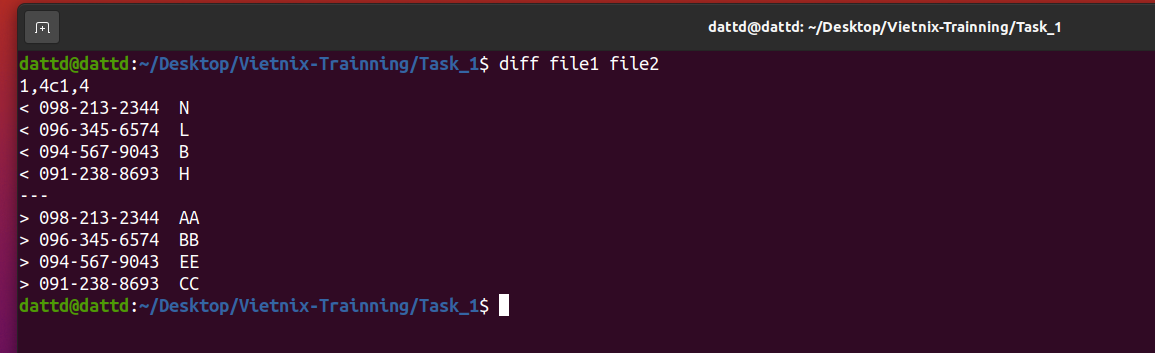 dattd@dattd: ~/Desktop/Vietnix-Trainning/Task_1
dattd@dattd:~/Desktop/Vietnix-Trainning/Task_1$ diff file1 file2
1,4c1,4
< 098-213-2344  N
< 096-345-6574  L
< 094-567-9043  B
< 091-238-8693  H
---
> 098-213-2344  AA
> 096-345-6574  BB
> 094-567-9043  EE
> 091-238-8693  CC
dattd@dattd:~/Desktop/Vietnix-Trainning/Task_1$